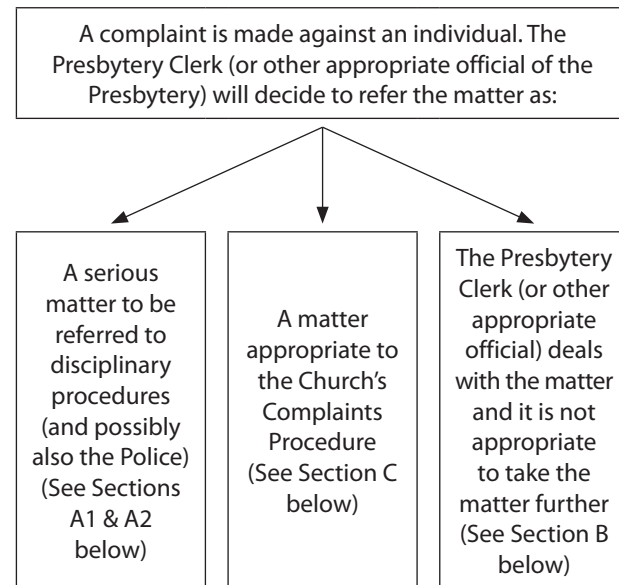 A complaint is made against an individual. The
Presbytery Clerk (or other appropriate official of the
Presbytery) will decide to refer the matter as:
A serious
matter to be
referred to
disciplinary
procedures
(and possibly
also the Police)
(See Sections
A1 & A2
below)
A matter
appropriate to
the Church’s
Complaints
Procedure
(See Section C
below)
The Presbytery
Clerk (or other
appropriate
official) deals
with the matter
and it is not
appropriate
to take the
matter further
(See Section B
below)